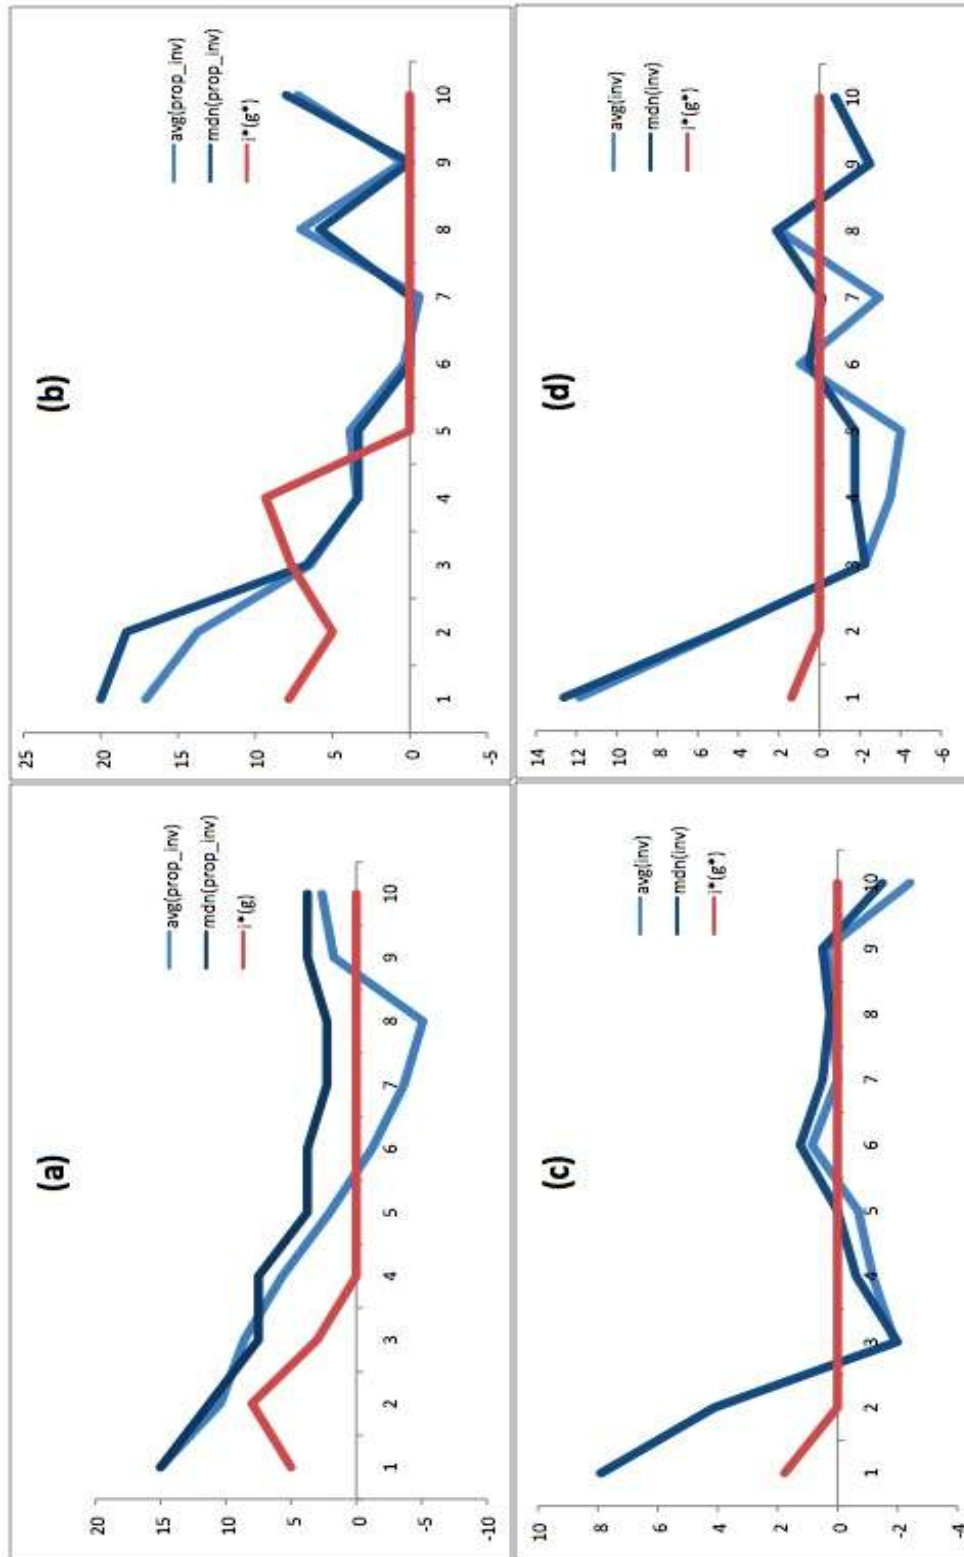 (a)
20
15
10
5
0
-5
-10
1 2 3 4 5 6 7 8 9 10
avg(prop_inv)
mdn(prop_inv)
i*(g)
(b)
25
20
15
10
5
0
-5
1 2 3 4 5 6 7 8 9 10
avg(prop_inv)
mdn(prop_inv)
i*(g*)
(c)
10
8
6
4
2
0
-2
-4
1 2 3 4 5 6 7 8 9 10
avg(inv)
mdn(inv)
i*(g*)
(d)
14
12
10
8
6
4
2
0
-2
-4
-6
1 2 3 4 5 6 7 8 9 10
avg(inv)
mdn(inv)
i*(g*)